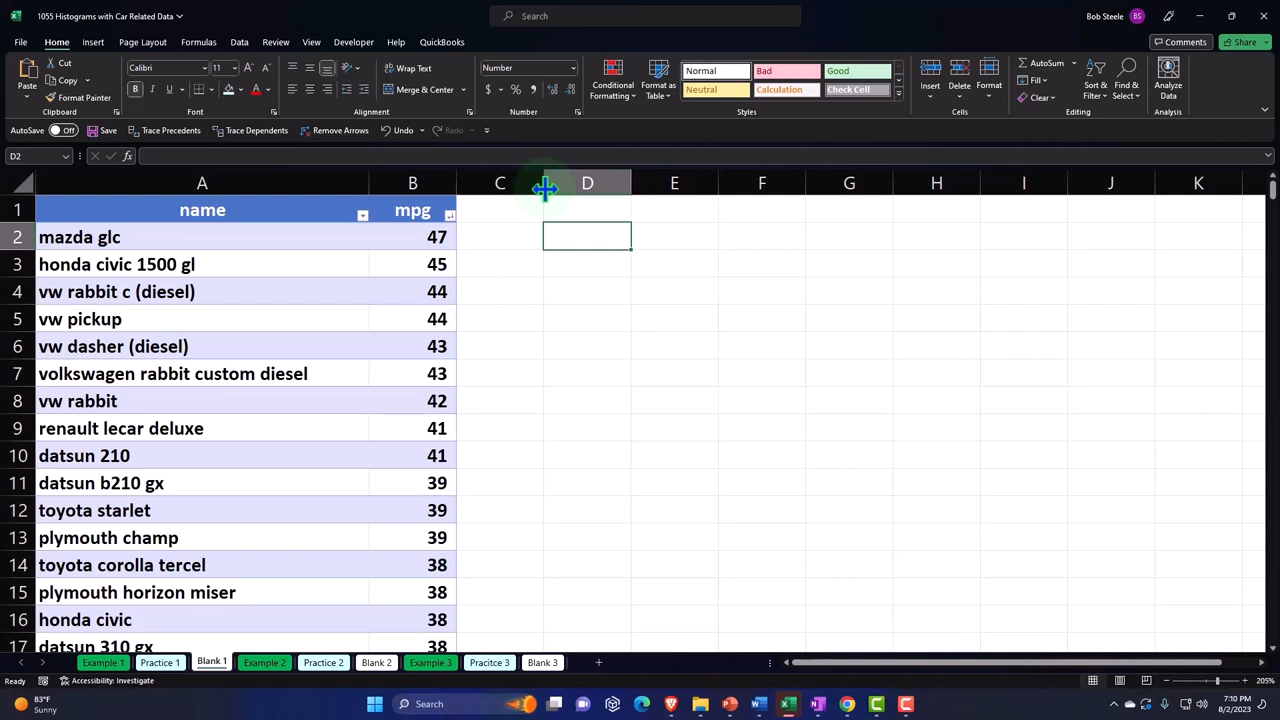 1055 Histograms with Car Related Data
Search
Bob Steele
BS
File
Home
Insert
Page Layout
Formulas
Data
Review
View
Developer
Help
QuickBooks
Comments
Share
Paste
Cut
Copy
Format Painter
Clipboard
Calibri
11
B I U
Font
Wrap Text
Merge & Center
Alignment
Number
$ % ,
Number
Conditional Formatting
Format as Table
Normal
Bad
Good
Neutral
Calculation
Check Cell
Styles
Insert
Delete
Format
Cells
AutoSum
Fill
Clear
Sort & Filter
Find & Select
Editing
Analyze Data
Analysis
AutoSave
Off
Save
Trace Precedents
Trace Dependents
Remove Arrows
Undo
Redo
D2
fx
A B C D E F G H I J K
1 name mpg
2 mazda glc 47
3 honda civic 1500 gl 45
4 vw rabbit c (diesel) 44
5 vw pickup 44
6 vw dasher (diesel) 43
7 volkswagen rabbit custom diesel 43
8 vw rabbit 42
9 renault lecar deluxe 41
10 datsun 210 41
11 datsun b210 gx 39
12 toyota starlet 39
13 plymouth champ 39
14 toyota corolla tercel 38
15 plymouth horizon miser 38
16 honda civic 38
17 datsun 310 gx 38
Example 1
Practice 1
Blank 1
Example 2
Practice 2
Blank 2
Example 3
Pracitce 3
Blank 3
Ready
Accessibility: Investigate
205%
83°F
Sunny
Search
7:10 PM
8/2/2023